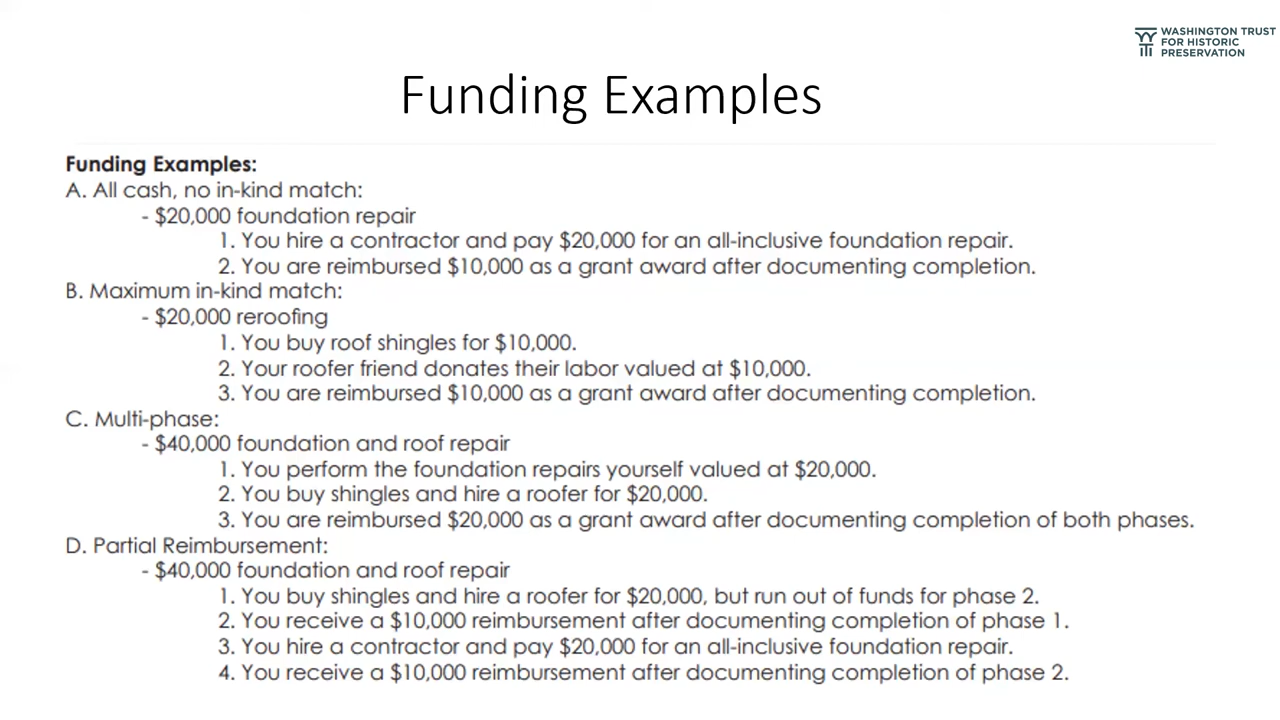 WASHINGTON TRUST
FOR HISTORIC
PRESERVATION
Funding Examples
Funding Examples:
A. All cash, no in-kind match:
- $20,000 foundation repair
1. You hire a contractor and pay $20,000 for an all-inclusive foundation repair.
2. You are reimbursed $10,000 as a grant award after documenting completion.
B. Maximum in-kind match:
- $20,000 reroofing
1. You buy roof shingles for $10,000.
2. Your roofer friend donates their labor valued at $10,000.
3. You are reimbursed $10,000 as a grant award after documenting completion.
C. Multi-phase:
- $40,000 foundation and roof repair
1. You perform the foundation repairs yourself valued at $20,000.
2. You buy shingles and hire a roofer for $20,000.
3. You are reimbursed $20,000 as a grant award after documenting completion of both phases.
D. Partial Reimbursement:
- $40,000 foundation and roof repair
1. You buy shingles and hire a roofer for $20,000, but run out of funds for phase 2.
2. You receive a $10,000 reimbursement after documenting completion of phase 1.
3. You hire a contractor and pay $20,000 for an all-inclusive foundation repair.
4. You receive a $10,000 reimbursement after documenting completion of phase 2.